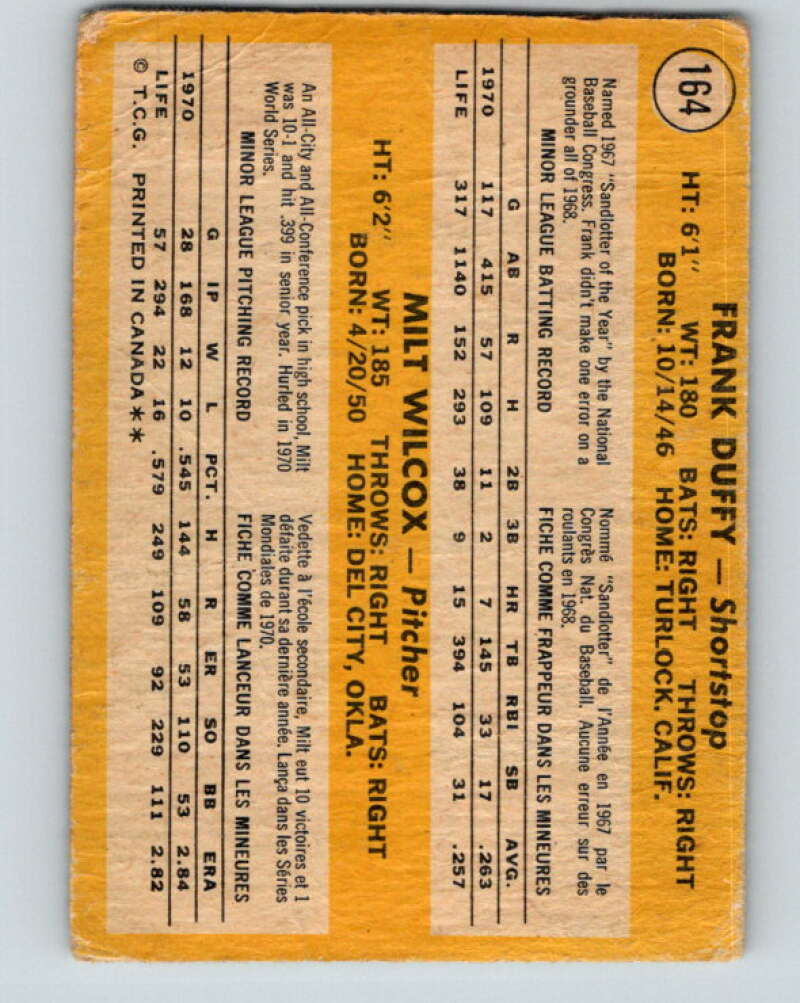 164
FRANK DUFFY — Shortstop
HT: 6'1" WT: 180 BATS: RIGHT THROWS: RIGHT
BORN: 10/14/46 HOME: TURLOCK, CALIF.
Named 1967 "Sandlotter of the Year" by the National
Baseball Congress. Frank didn't make one error on a
grounder all of 1968.
Nommé "Sandlotter" de l'Année en 1967 par le
Congrès Nat. du Baseball. Aucune erreur sur des
roulants en 1968.
MINOR LEAGUE BATTING RECORD FICHE COMME FRAPPEUR DANS LES MINEURES
G AB R H 2B 3B HR TB RBI SB AVG.
1970 117 415 57 109 11 2 7 145 33 17 .263
LIFE 317 1140 152 293 38 9 15 394 104 31 .257
MILT WILCOX — Pitcher
HT: 6'2" WT: 185 THROWS: RIGHT BATS: RIGHT
BORN: 4/20/50 HOME: DEL CITY, OKLA.
An All-City and All-Conference pick in high school, Milt
was 10-1 and hit .399 in senior year. Hurled in 1970
World Series.
Vedette à l'école secondaire, Milt eut 10 victoires et 1
défaite durant sa dernière année. Lança dans les Séries
Mondiales de 1970.
MINOR LEAGUE PITCHING RECORD FICHE COMME LANCEUR DANS LES MINEURES
G IP W L PCT. H R ER SO BB ERA
1970 28 168 12 10 .545 144 58 53 110 53 2.84
LIFE 57 294 22 16 .579 249 109 92 229 111 2.82
© T.C.G. PRINTED IN CANADA**